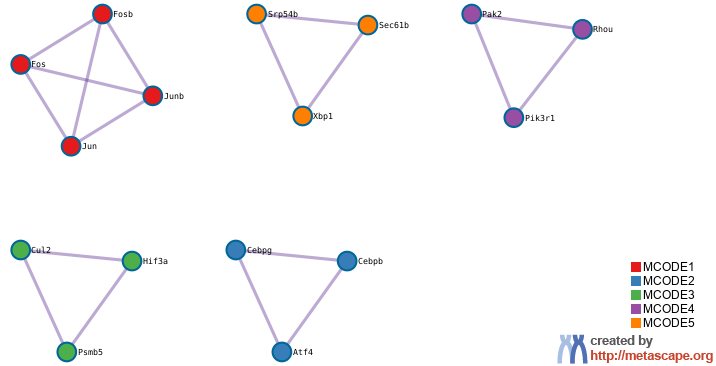 Fosb
Fos
Junb
Jun
Srp54b
Sec61b
Xbp1
Pak2
Rhou
Pik3r1
Cul2
Hif3a
Psmb5
Cebpg
Cebpb
Atf4
MCODE1
MCODE2
MCODE3
MCODE4
MCODE5
created by
http://metascape.org